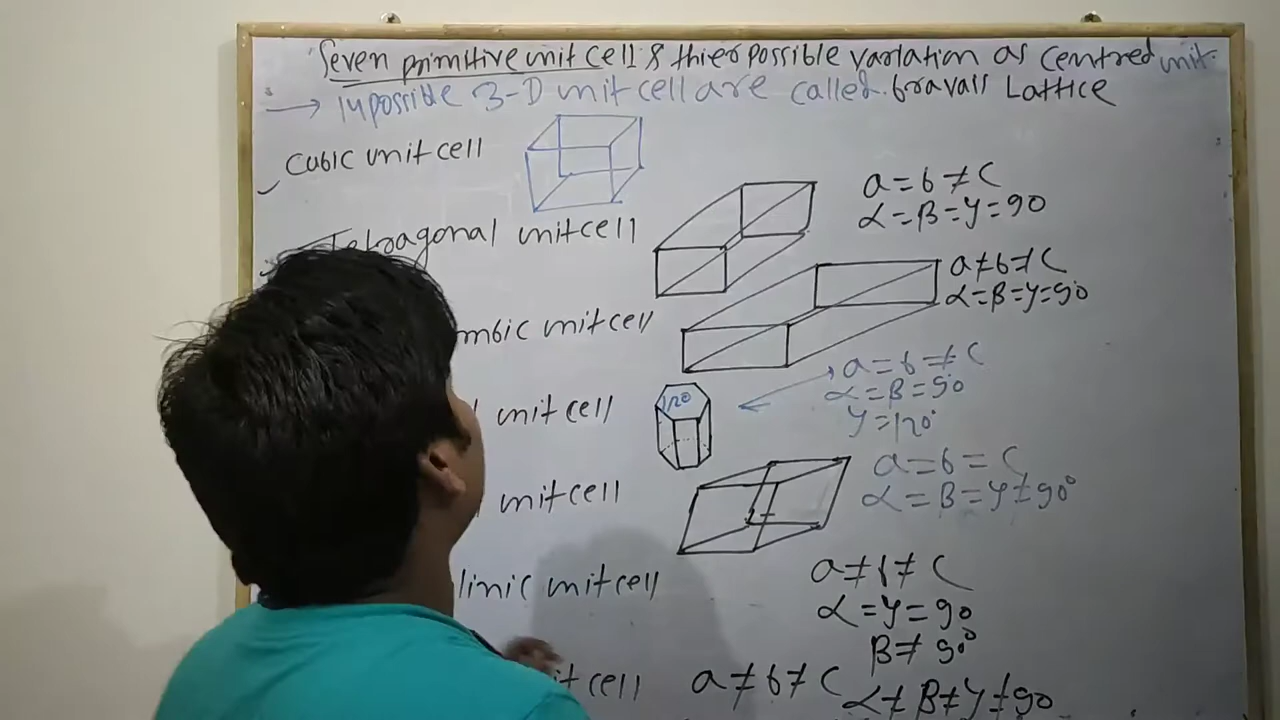 Seven primitive unit cell & thier possible variation as centred unit.
→ 14 possible 3-D unit cell are called. bravail Lattice
Cubic unit cell
Tetragonal unit cell
a = b ≠ C
α = β = γ = 90
mbic unit cell
a ≠ b ≠ C
α = β = γ = 90
unit cell
120
a = b ≠ C
α = β = 90
γ = 120°
unit cell
a = b = C
α = β = γ ≠ 90°
linic unit cell
a ≠ b ≠ C
α = γ = 90
β ≠ 90°
it cell
a ≠ b ≠ C
α ≠ β ≠ γ ≠ 90